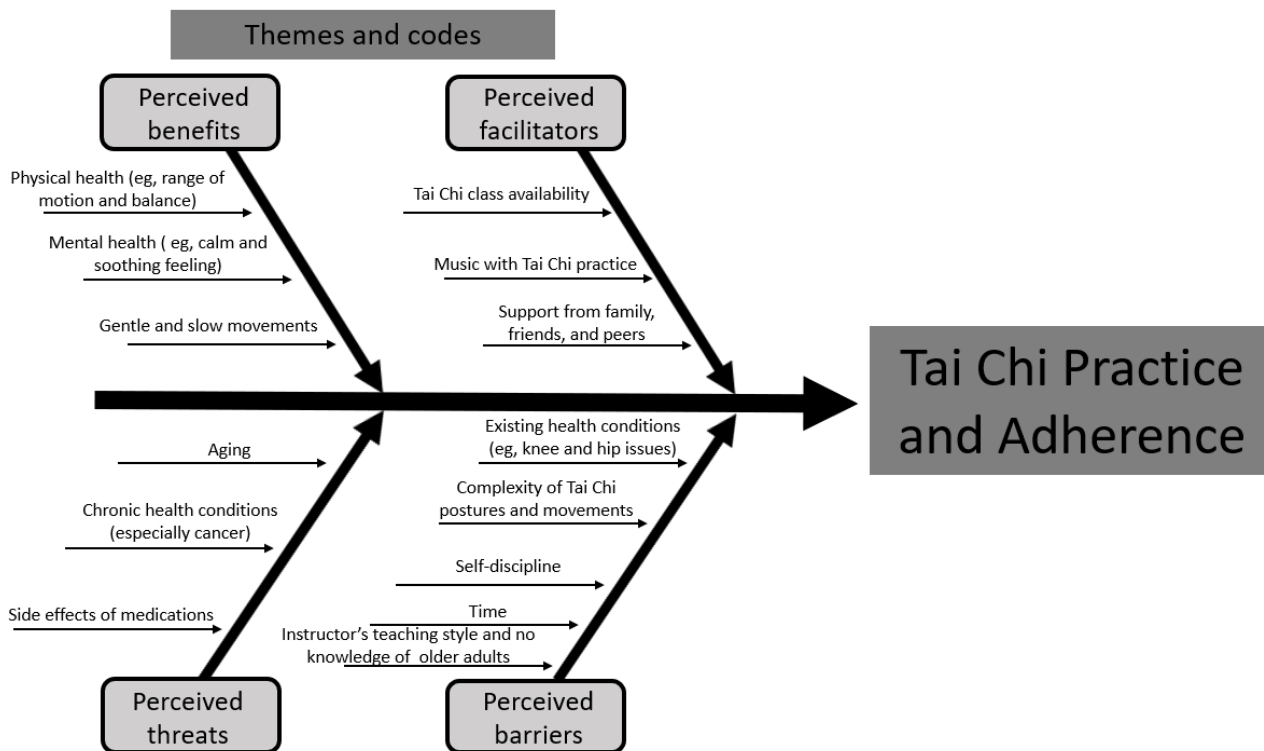 Themes and codes
Perceived
benefits
Physical health (eg, range of
motion and balance)
Mental health ( eg, calm and
soothing feeling)
Gentle and slow movements
Perceived
facilitators
Tai Chi class availability
Music with Tai Chi practice
Support from family,
friends, and peers
Tai Chi Practice
and Adherence
Aging
Chronic health conditions
(especially cancer)
Side effects of medications
Perceived
threats
Existing health conditions
(eg, knee and hip issues)
Complexity of Tai Chi
postures and movements
Self-discipline
Time
Instructor’s teaching style and no
knowledge of  older adults
Perceived
barriers